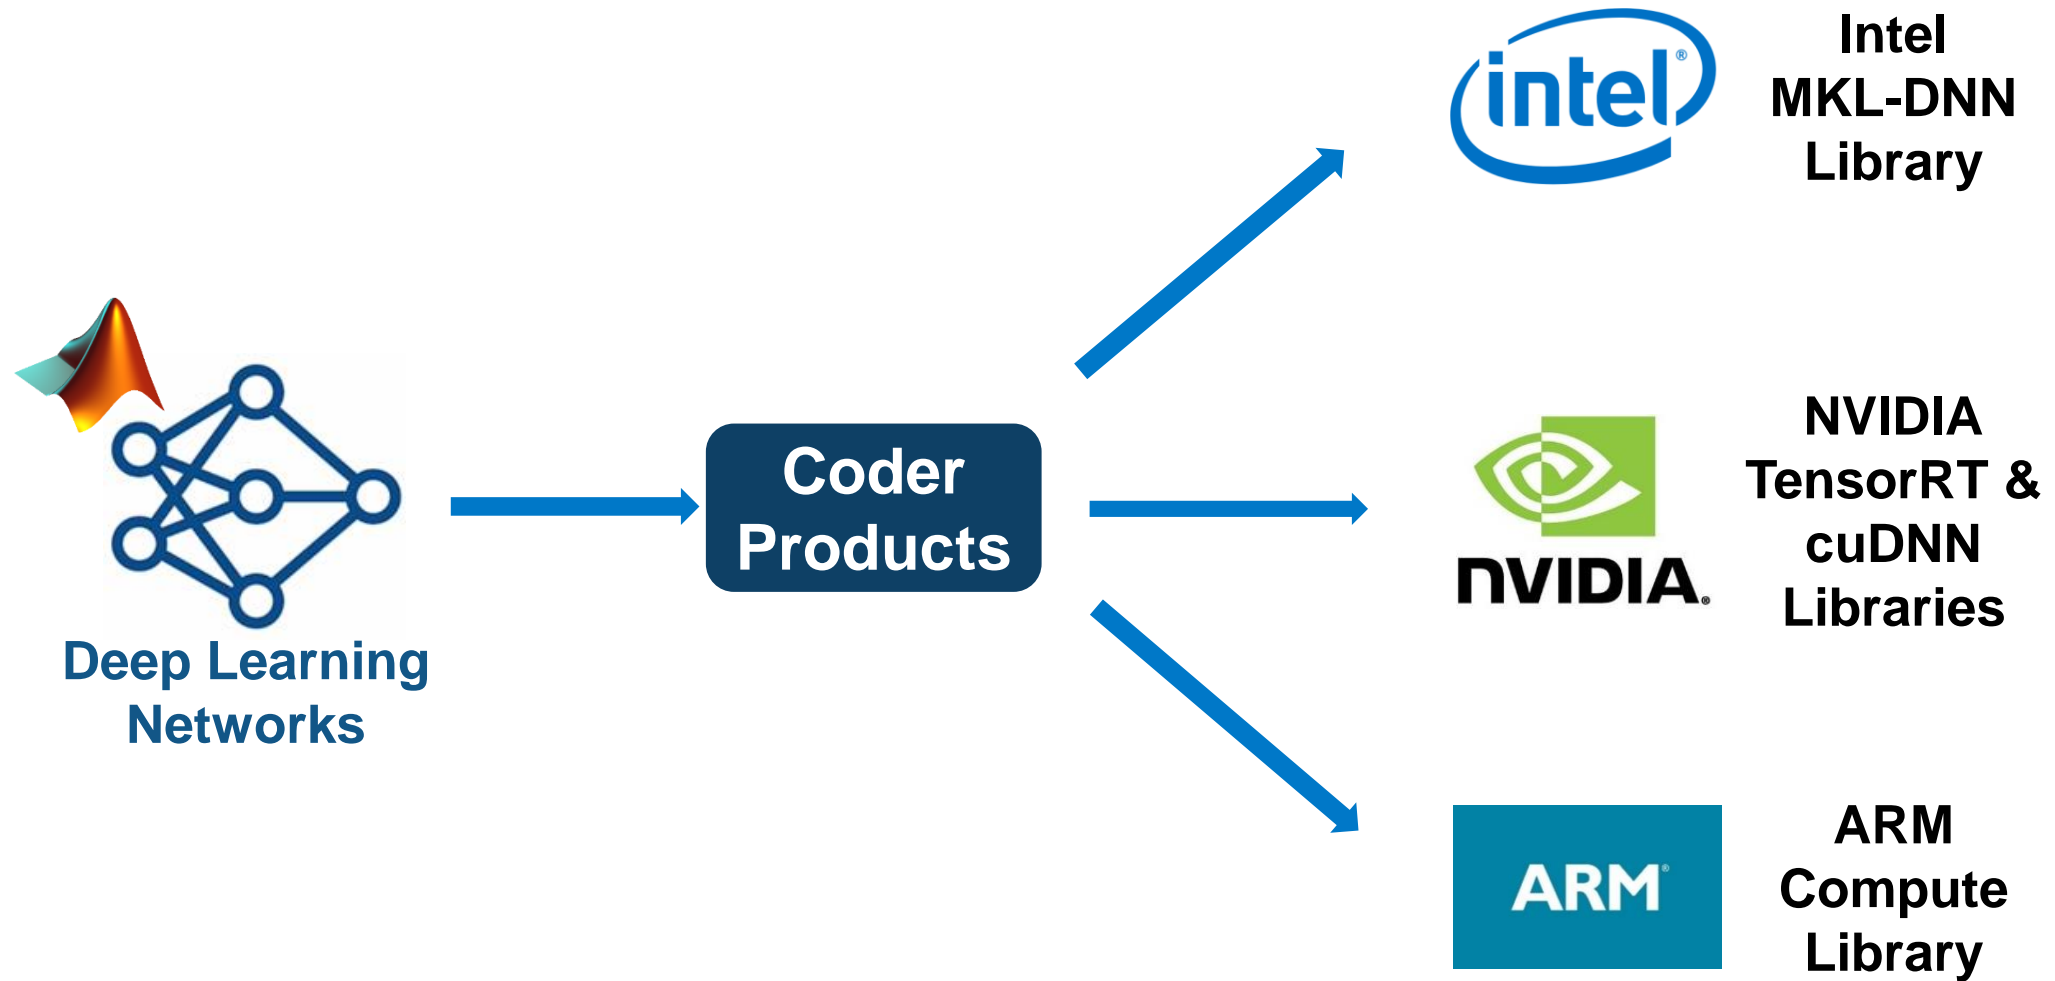 Deep Learning
Networks
Coder
Products
intel®
Intel
MKL-DNN
Library
NVIDIA®
NVIDIA
TensorRT &
cuDNN
Libraries
ARM®
ARM
Compute
Library